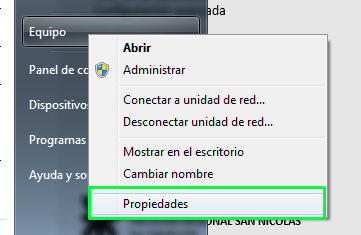 Equipo
Abrir
Panel de co
Administrar
Conectar a unidad de red...
Dispositivos
Desconectar unidad de red...
Programas
Mostrar en el escritorio
Ayuda y so
Cambiar nombre
Propiedades
ONAL SAN NICOLAS